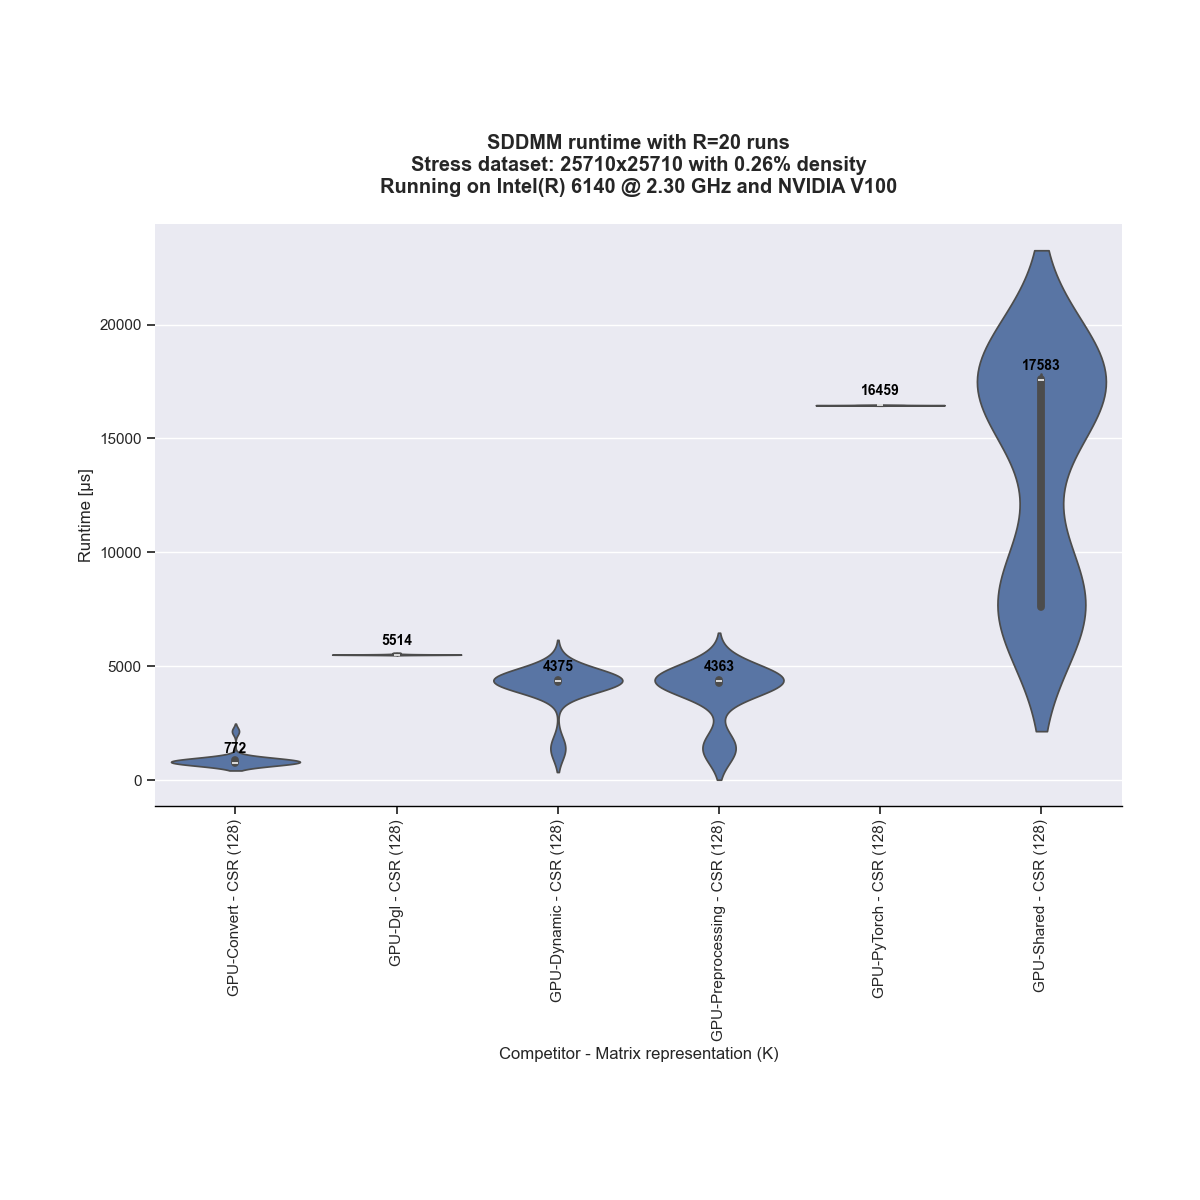 SDDMM runtime with R=20 runs
Stress dataset: 25710x25710 with 0.26% density
Running on Intel(R) 6140 @ 2.30 GHz and NVIDIA V100
Runtime [µs]
20000
15000
10000
5000
0
772
5514
4375
4363
16459
17583
GPU-Convert - CSR (128)
GPU-Dgl - CSR (128)
GPU-Dynamic - CSR (128)
GPU-Preprocessing - CSR (128)
GPU-PyTorch - CSR (128)
GPU-Shared - CSR (128)
Competitor - Matrix representation (K)